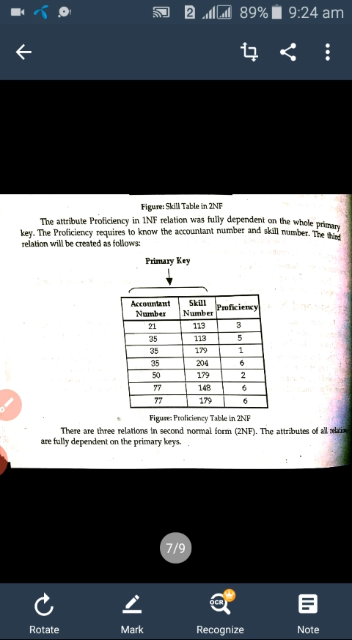 2 89% 9:24 am
Figure: Skill Table in 2NF
The attribute Proficiency in 1NF relation was fully dependent on the whole primary
key. The Proficiency requires to know the accountant number and skill number. The third
relation will be created as follows:
Primary Key
Accountant Number Skill Number Proficiency
21 113 3
35 113 5
35 179 1
35 204 6
50 179 2
77 148 6
77 179 6
Figure: Proficiency Table in 2NF
There are three relations in second normal form (2NF). The attributes of all relation
are fully dependent on the primary keys.
7/9
OCR
Rotate Mark Recognize Note